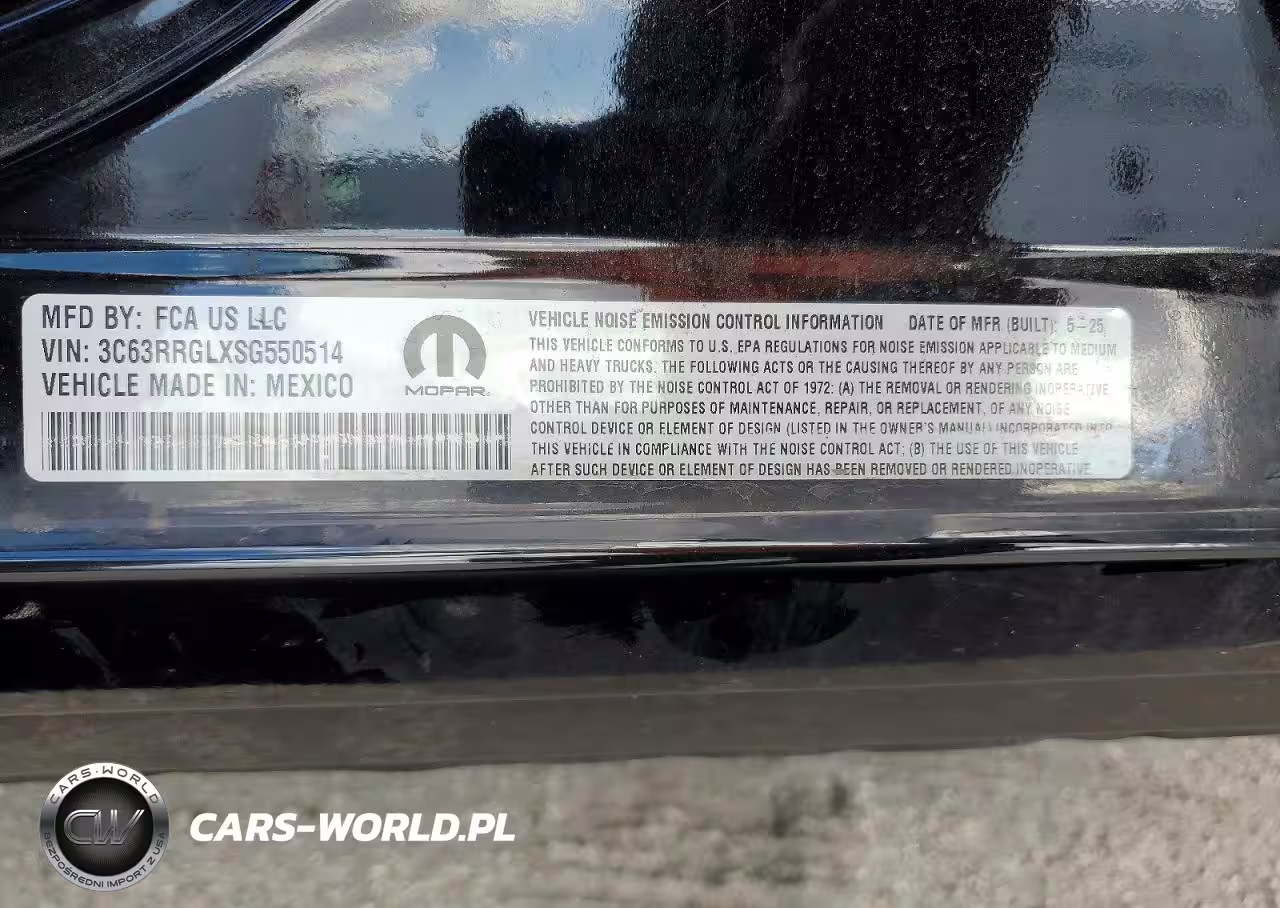 MFD BY: FCA US LLC
VIN: 3C63RRGLXSG550514
VEHICLE MADE IN: MEXICO
MOPAR
VEHICLE NOISE EMISSION CONTROL INFORMATION DATE OF MFR (BUILT): 5-25
THIS VEHICLE CONFORMS TO U.S. EPA REGULATIONS FOR NOISE EMISSION APPLICABLE TO MEDIUM
AND HEAVY TRUCKS. THE FOLLOWING ACTS OR THE CAUSING THEREOF BY ANY PERSON ARE
PROHIBITED BY THE NOISE CONTROL ACT OF 1972: (A) THE REMOVAL OR RENDERING INOPERATIVE
OTHER THAN FOR PURPOSES OF MAINTENANCE, REPAIR, OR REPLACEMENT, OF ANY NOISE
CONTROL DEVICE OR ELEMENT OF DESIGN (LISTED IN THE OWNER'S MANUAL) INCORPORATED INTO
THIS VEHICLE IN COMPLIANCE WITH THE NOISE CONTROL ACT; (B) THE USE OF THIS VEHICLE
AFTER SUCH DEVICE OR ELEMENT OF DESIGN HAS BEEN REMOVED OR RENDERED INOPERATIVE.
CARS-WORLD
CW
BEZPOŚREDNI IMPORT Z USA
CARS-WORLD.PL